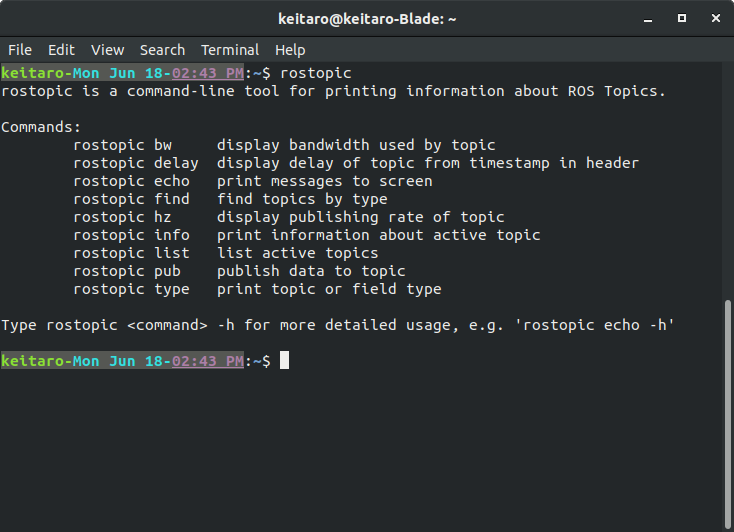 keitaro@keitaro-Blade: ~
File Edit View Search Terminal Help
keitaro-Mon Jun 18-02:43 PM:~$ rostopic
rostopic is a command-line tool for printing information about ROS Topics.
Commands:
rostopic bw display bandwidth used by topic
rostopic delay display delay of topic from timestamp in header
rostopic echo print messages to screen
rostopic find find topics by type
rostopic hz display publishing rate of topic
rostopic info print information about active topic
rostopic list list active topics
rostopic pub publish data to topic
rostopic type print topic or field type
Type rostopic <command> -h for more detailed usage, e.g. 'rostopic echo -h'
keitaro-Mon Jun 18-02:43 PM:~$